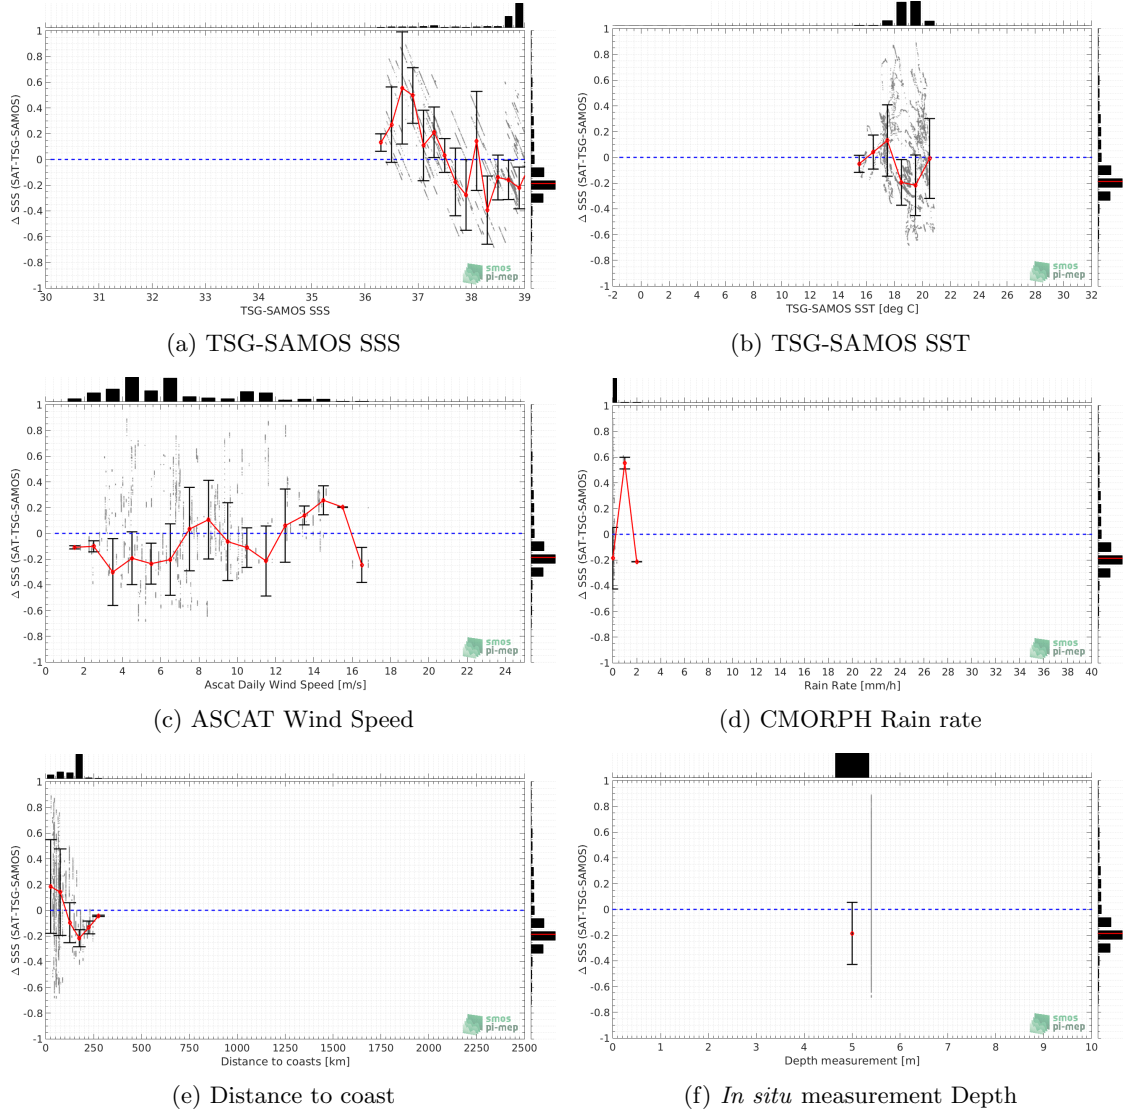 1
0.8
0.6
0.4
0.2
0
-0.2
-0.4
-0.6
-0.8
-1
Δ SSS (SAT-TSG-SAMOS)
smos
pi-mep
30 31 32 33 34 35 36 37 38 39
TSG-SAMOS SSS
(a) TSG-SAMOS SSS
1
0.8
0.6
0.4
0.2
0
-0.2
-0.4
-0.6
-0.8
-1
Δ SSS (SAT-TSG-SAMOS)
smos
pi-mep
-2 0 2 4 6 8 10 12 14 16 18 20 22 24 26 28 30 32
TSG-SAMOS SST [deg C]
(b) TSG-SAMOS SST
1
0.8
0.6
0.4
0.2
0
-0.2
-0.4
-0.6
-0.8
-1
Δ SSS (SAT-TSG-SAMOS)
smos
pi-mep
0 2 4 6 8 10 12 14 16 18 20 22 24
Ascat Daily Wind Speed [m/s]
(c) ASCAT Wind Speed
1
0.8
0.6
0.4
0.2
0
-0.2
-0.4
-0.6
-0.8
-1
Δ SSS (SAT-TSG-SAMOS)
smos
pi-mep
0 2 4 6 8 10 12 14 16 18 20 22 24 26 28 30 32 34 36 38 40
Rain Rate [mm/h]
(d) CMORPH Rain rate
1
0.8
0.6
0.4
0.2
0
-0.2
-0.4
-0.6
-0.8
-1
Δ SSS (SAT-TSG-SAMOS)
smos
pi-mep
0 250 500 750 1000 1250 1500 1750 2000 2250 2500
Distance to coasts [km]
(e) Distance to coast
1
0.8
0.6
0.4
0.2
0
-0.2
-0.4
-0.6
-0.8
-1
Δ SSS (SAT-TSG-SAMOS)
smos
pi-mep
0 1 2 3 4 5 6 7 8 9 10
Depth measurement [m]
(f) In situ measurement Depth